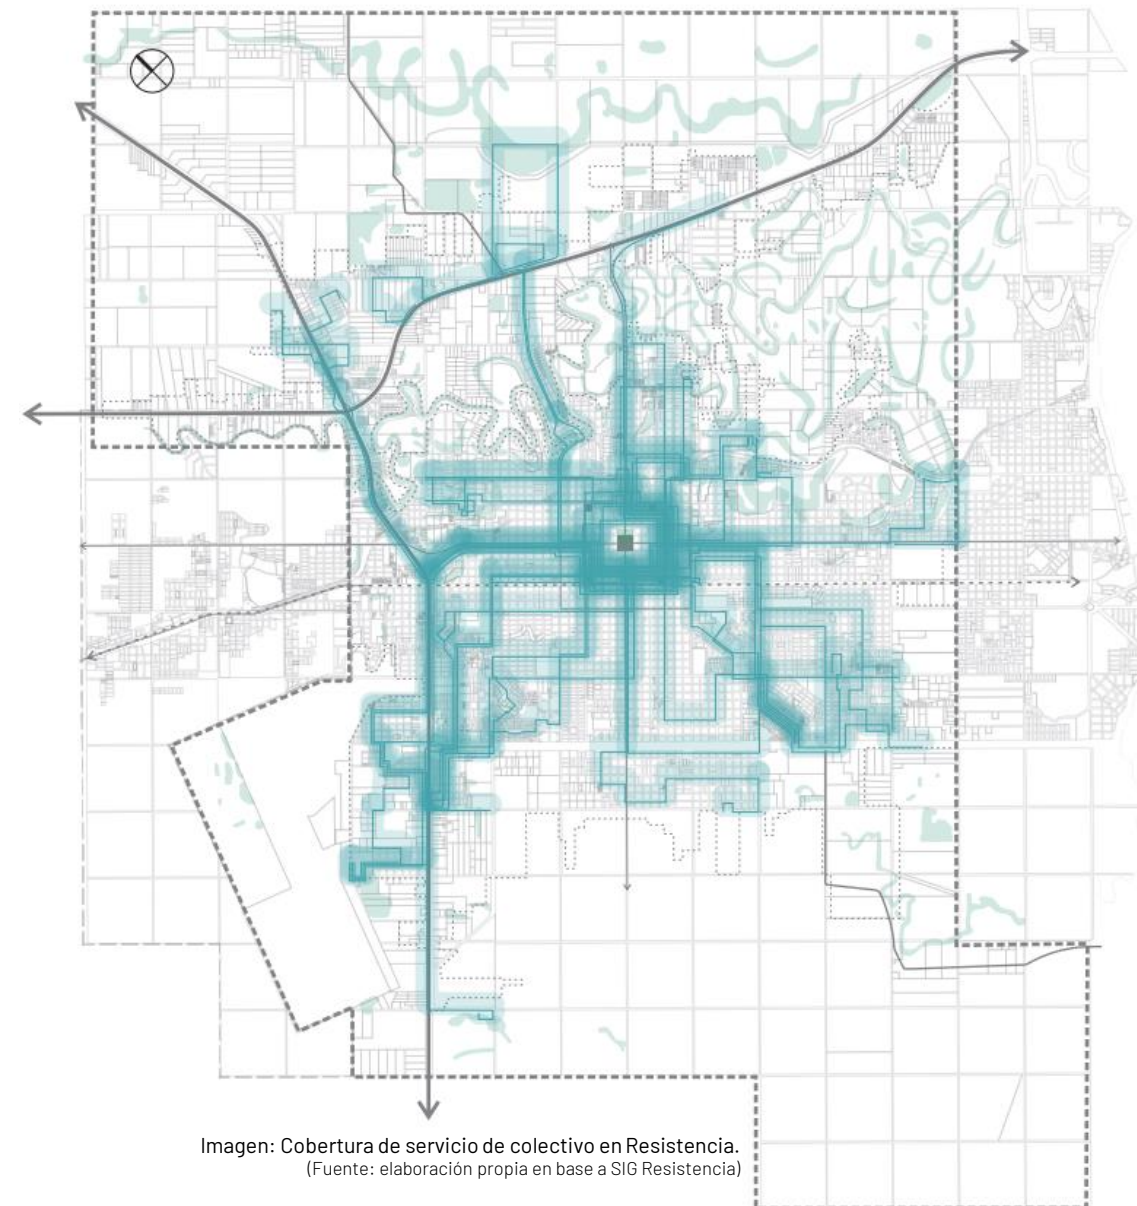 Imagen: Cobertura de servicio de colectivo en Resistencia.
(Fuente: elaboración propia en base a SIG Resistencia)